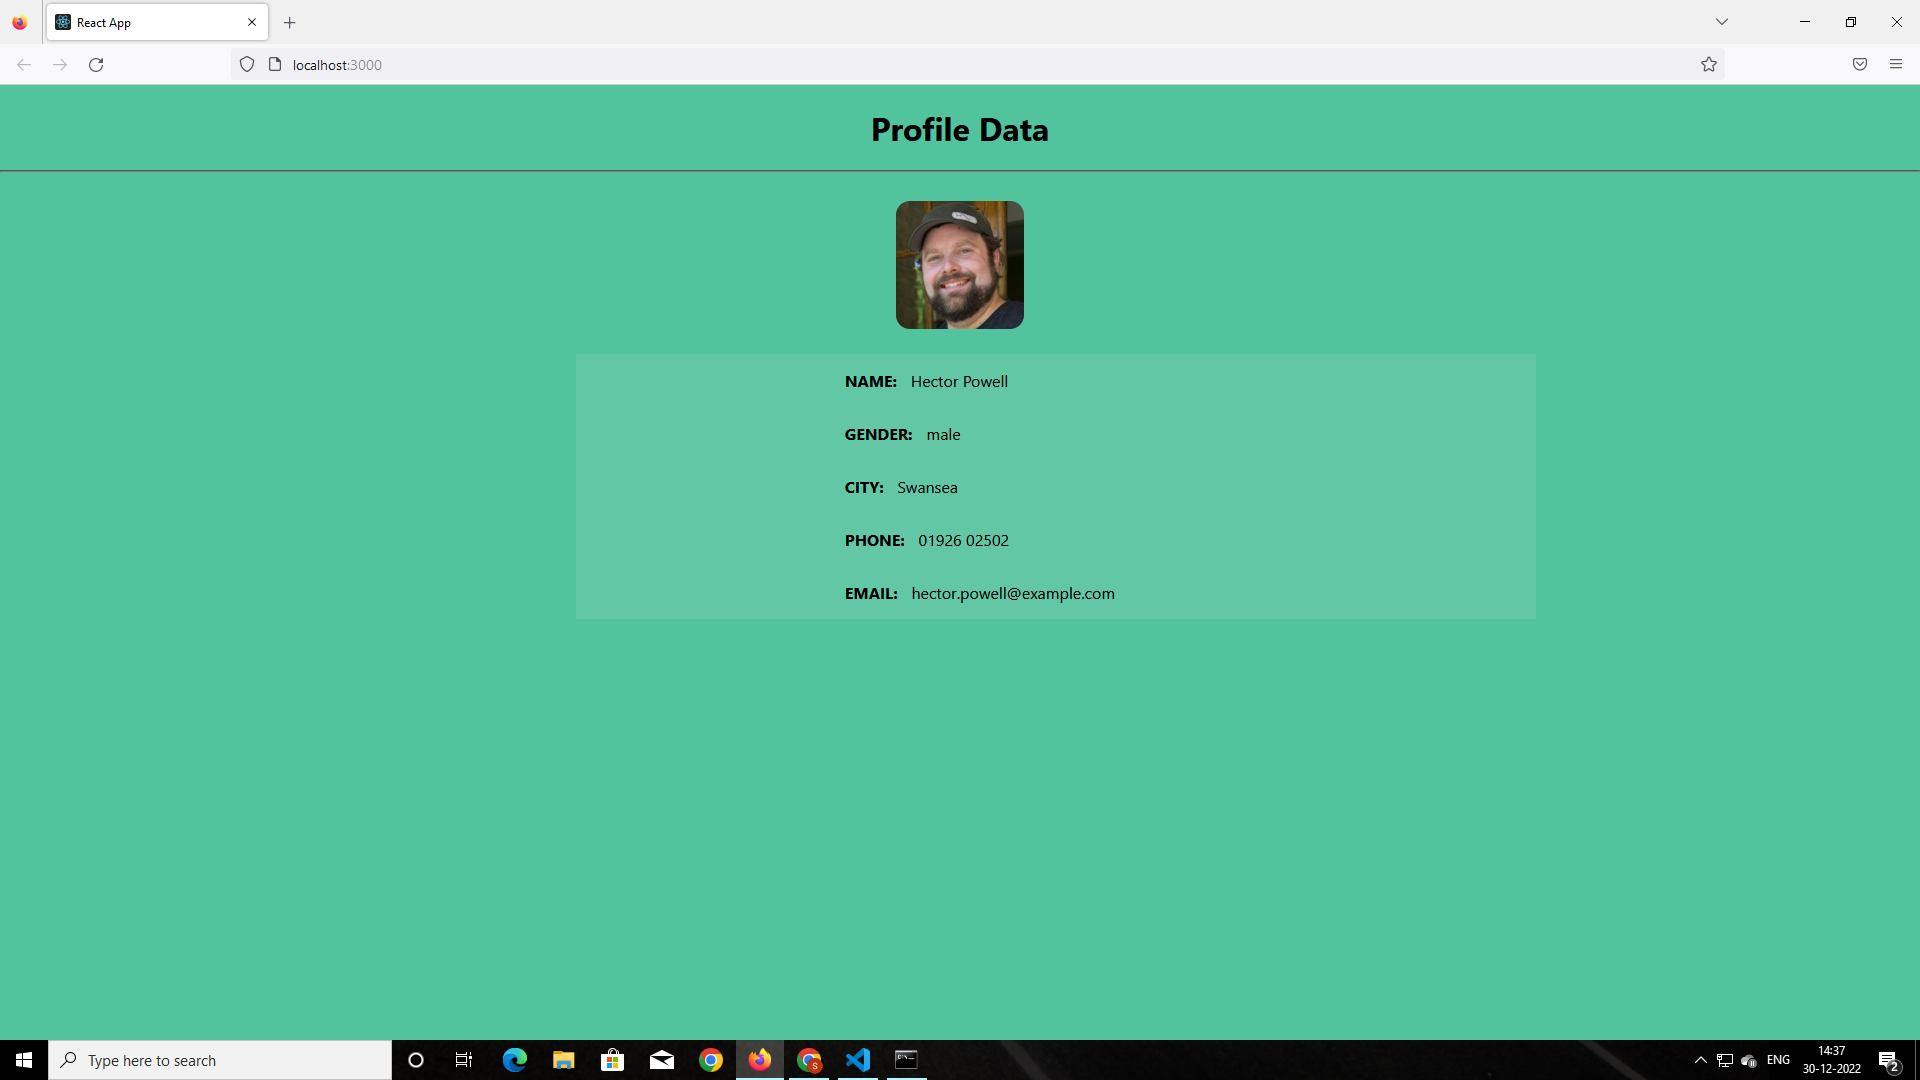 React App
localhost:3000
Profile Data
NAME: Hector Powell
GENDER: male
CITY: Swansea
PHONE: 01926 02502
EMAIL: hector.powell@example.com
Type here to search
S
ENG
14:37
30-12-2022
2